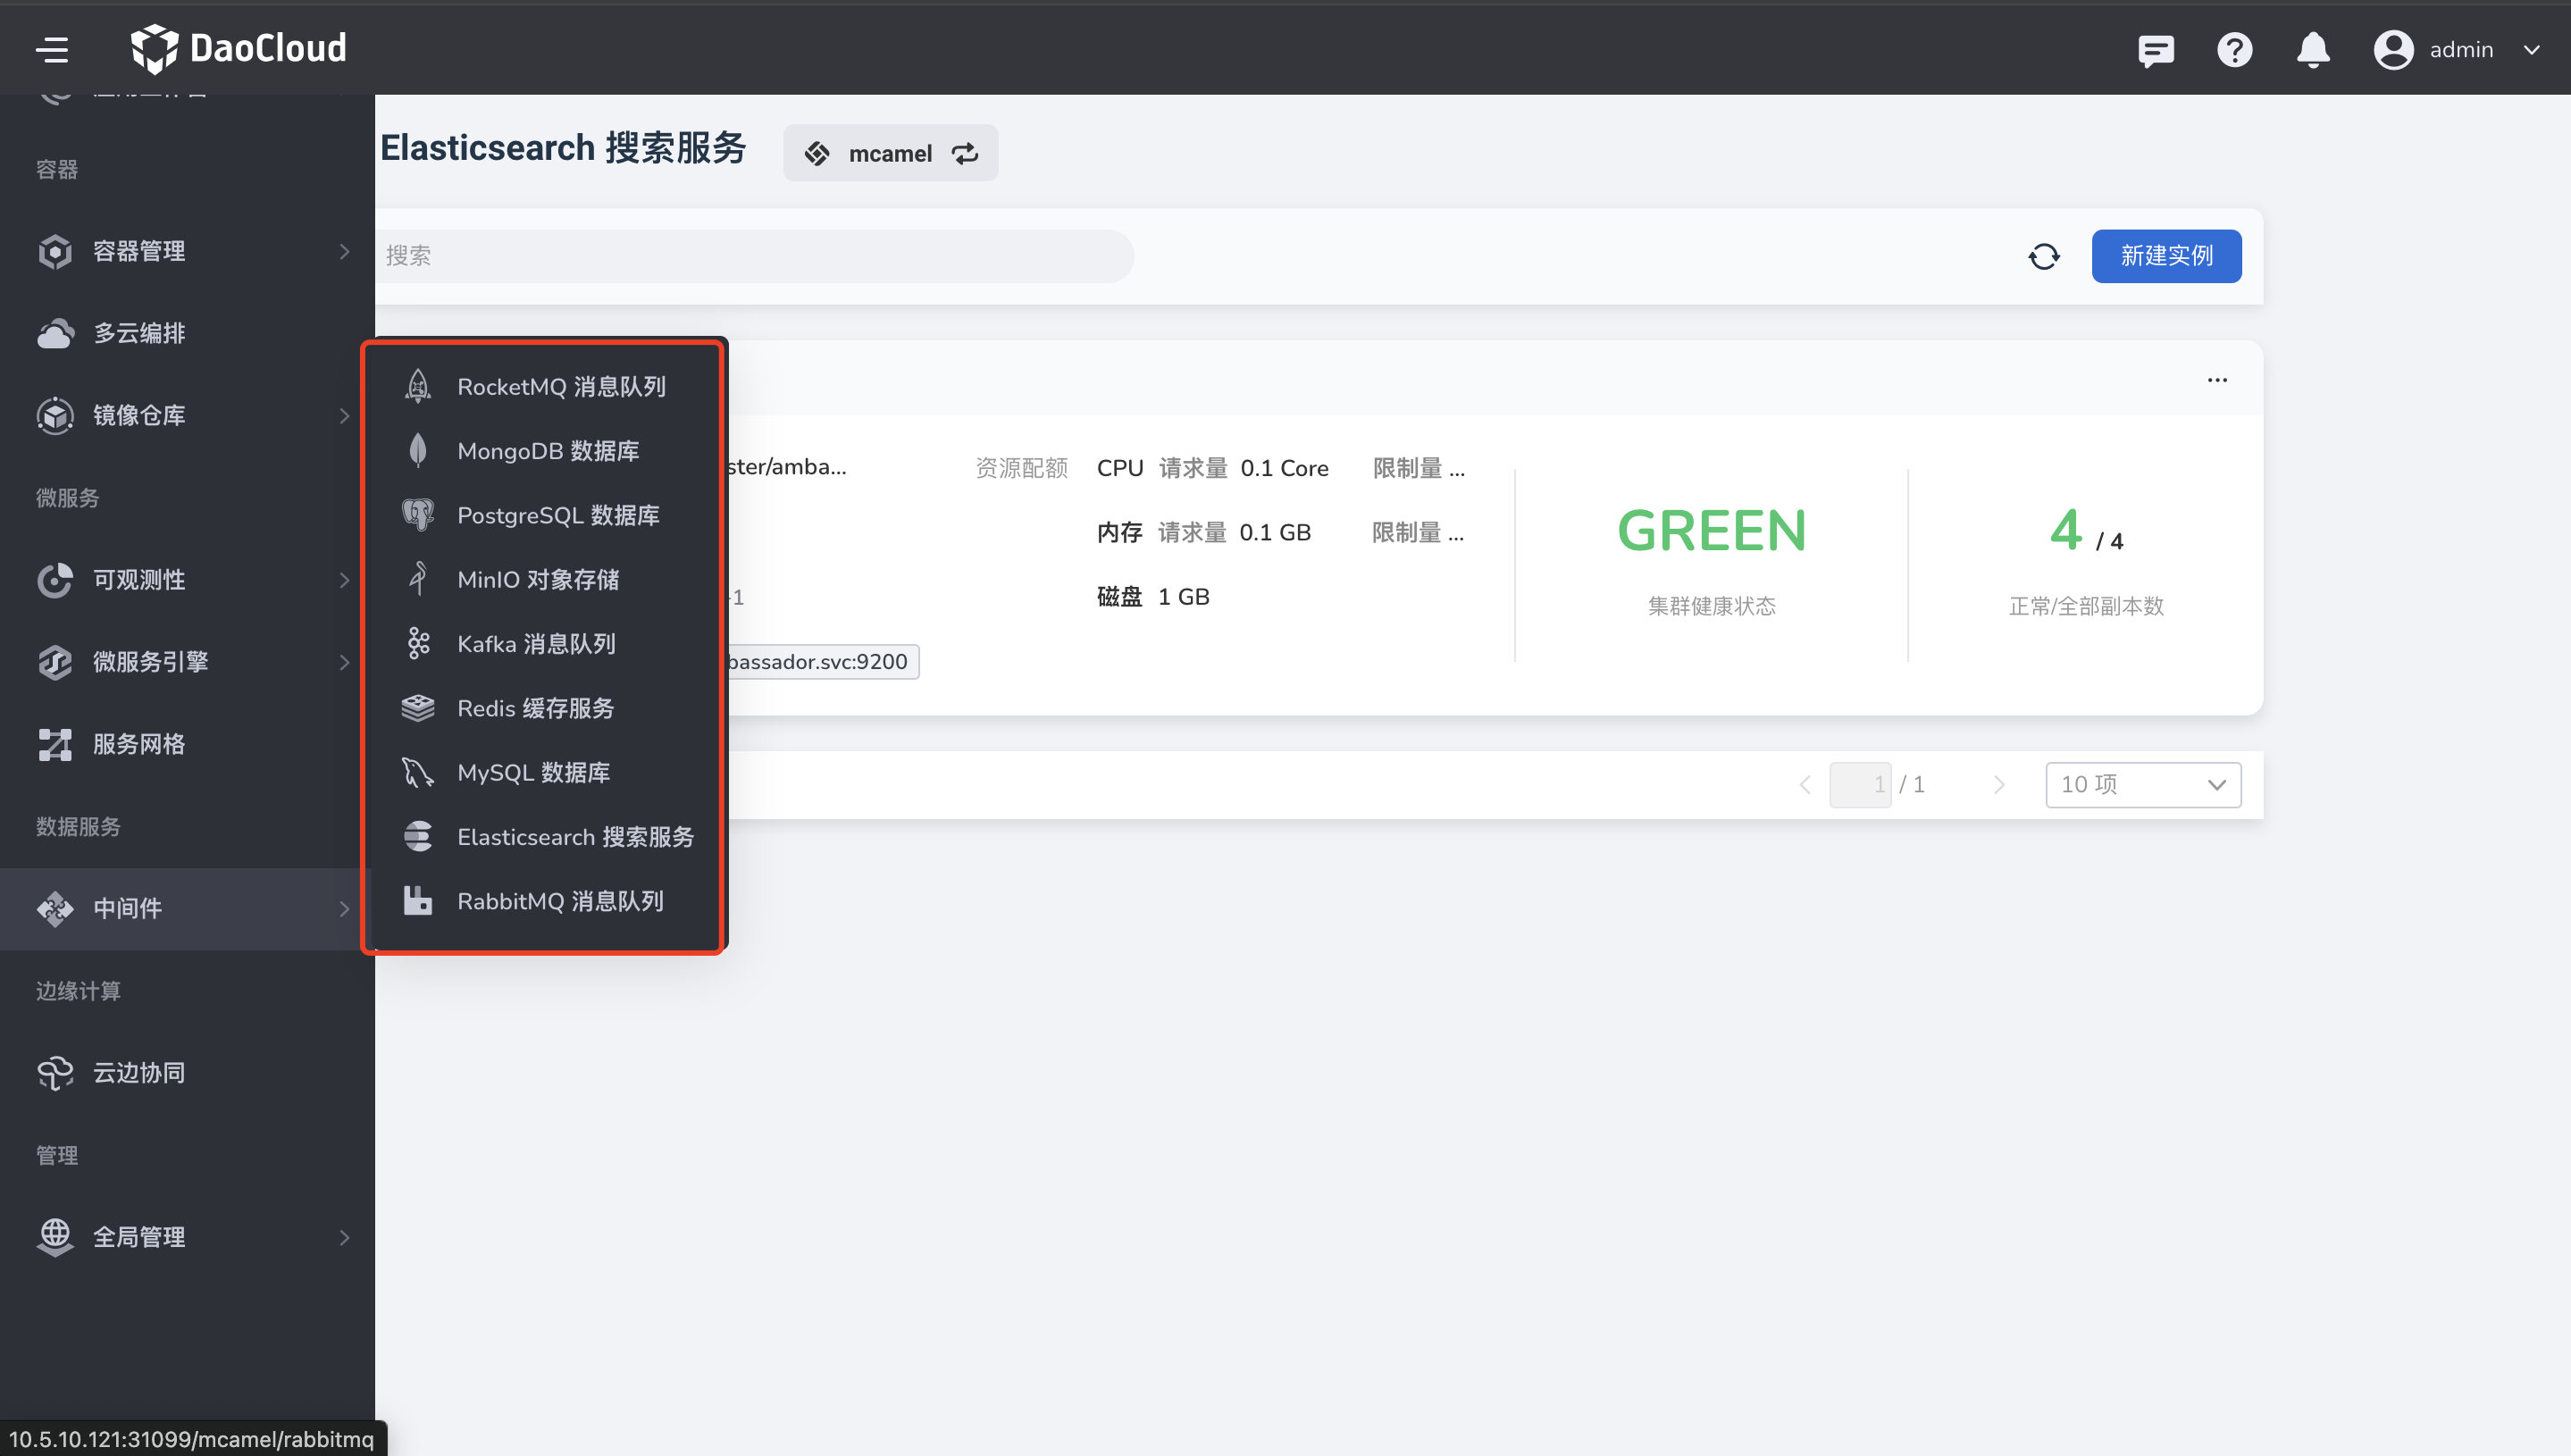 DaoCloud
admin
容器
容器管理
多云编排
镜像仓库
微服务
可观测性
微服务引擎
服务网格
数据服务
中间件
边缘计算
云边协同
管理
全局管理
RocketMQ 消息队列
MongoDB 数据库
PostgreSQL 数据库
MinIO 对象存储
Kafka 消息队列
Redis 缓存服务
MySQL 数据库
Elasticsearch 搜索服务
RabbitMQ 消息队列
Elasticsearch 搜索服务
mcamel
搜索
新建实例
...
ster/amba...
-1
bassador.svc:9200
资源配额 CPU 请求量 0.1 Core 限制量 ...
内存 请求量 0.1 GB 限制量 ...
磁盘 1 GB
GREEN
集群健康状态
4 / 4
正常/全部副本数
1 / 1
10 项
10.5.10.121:31099/mcamel/rabbitmq